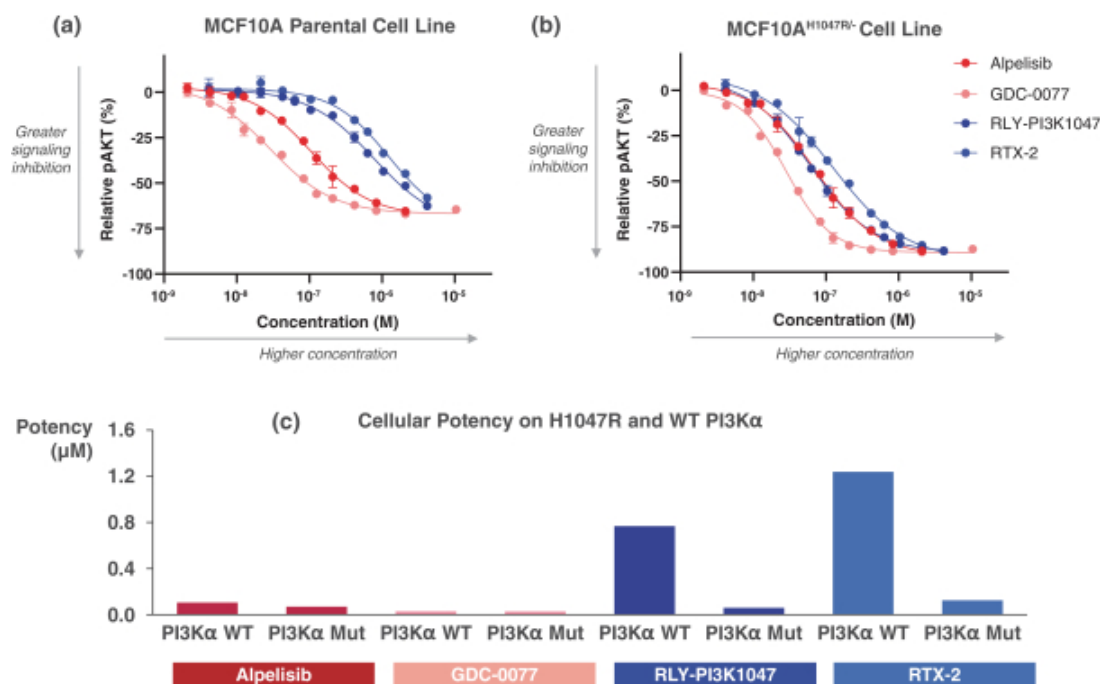 (a) MCF10A Parental Cell Line
Greater
signaling
inhibition
Relative pAKT (%)
0
-25
-50
-75
-100
10⁻⁹ 10⁻⁸ 10⁻⁷ 10⁻⁶ 10⁻⁵
Concentration (M)
Higher concentration
(b) MCF10A^H1047R/- Cell Line
Greater
signaling
inhibition
Relative pAKT (%)
0
-25
-50
-75
-100
10⁻⁹ 10⁻⁸ 10⁻⁷ 10⁻⁶ 10⁻⁵
Concentration (M)
Higher concentration
Alpelisib
GDC-0077
RLY-PI3K1047
RTX-2
(c) Cellular Potency on H1047R and WT PI3Kα
Potency
(μM)
1.6
1.2
0.8
0.4
0.0
PI3Kα WT PI3Kα Mut PI3Kα WT PI3Kα Mut PI3Kα WT PI3Kα Mut PI3Kα WT PI3Kα Mut
Alpelisib GDC-0077 RLY-PI3K1047 RTX-2